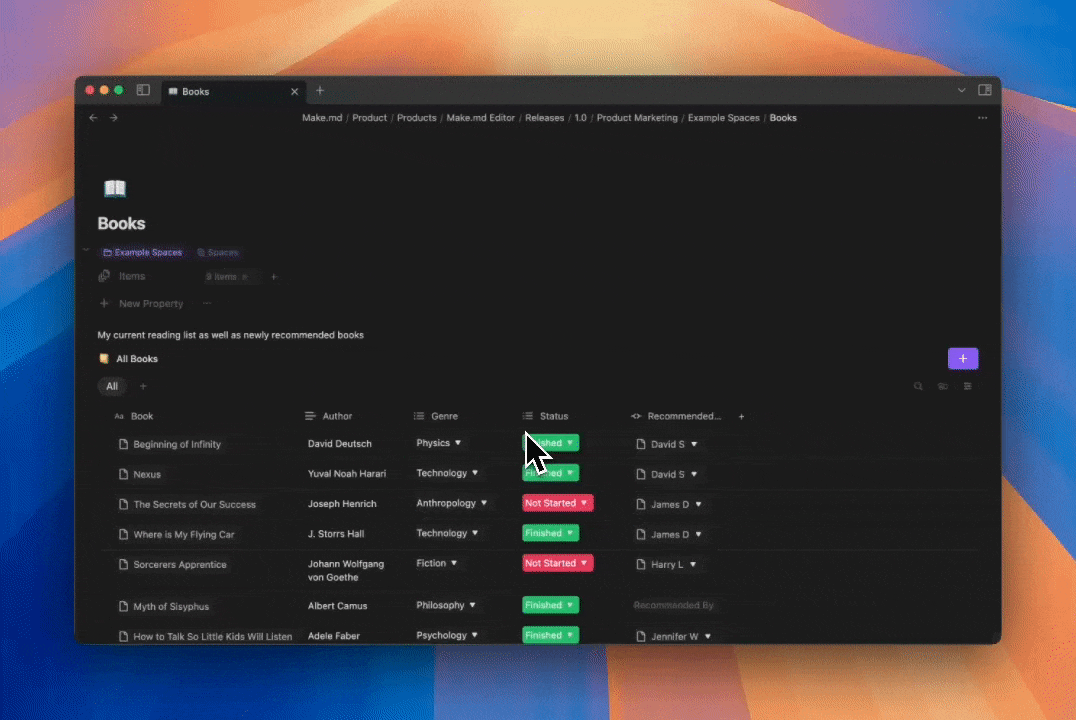 Books
Make.md / Product / Products / Make.md Editor / Releases / 1.0 / Product Marketing / Example Spaces / Books
Books
Example Spaces Spaces
Items 9 items
New Property
My current reading list as well as newly recommended books
All Books
All
Aa Book Author Genre Status Recommended...
Beginning of Infinity David Deutsch Physics David S
Nexus Yuval Noah Harari Technology David S
The Secrets of Our Success Joseph Henrich Anthropology Not Started James D
Where is My Flying Car J. Storrs Hall Technology Finished James D
Sorcerers Apprentice Johann Wolfgang von Goethe Fiction Not Started Harry L
Myth of Sisyphus Albert Camus Philosophy Finished Recommended By
How to Talk So Little Kids Will Listen Adele Faber Psychology Finished Jennifer W